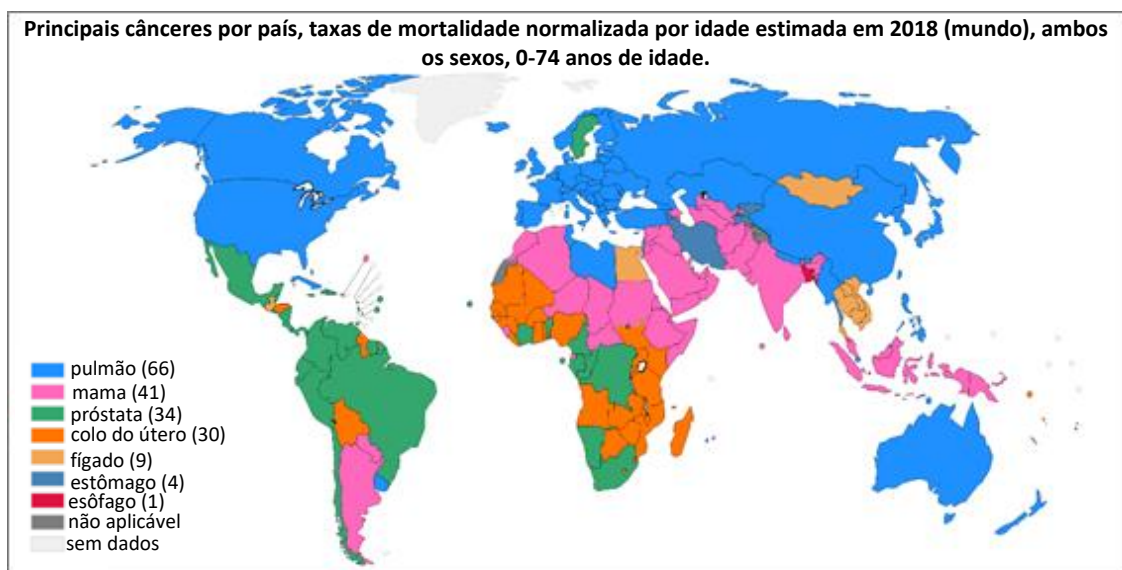 Principais cânceres por país, taxas de mortalidade normalizada por idade estimada em 2018 (mundo), ambos
os sexos, 0-74 anos de idade.
pulmão (66)
mama (41)
próstata (34)
colo do útero (30)
fígado (9)
estômago (4)
esôfago (1)
não aplicável
sem dados